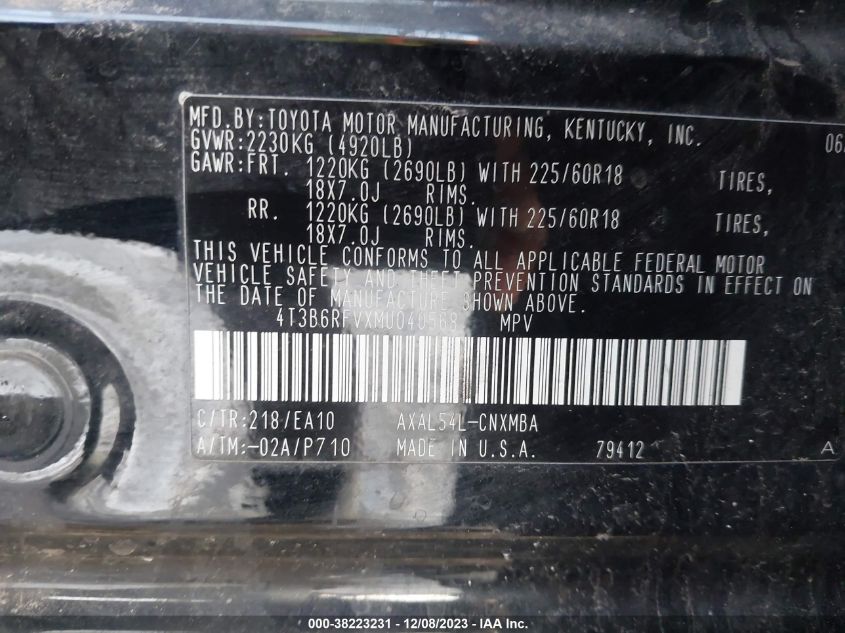 MFD.BY:TOYOTA MOTOR MANUFACTURING, KENTUCKY, INC. 06
GVWR:2230KG (4920LB)
GAWR:FRT. 1220KG (2690LB) WITH 225/60R18 TIRES,
18X7.0J RIMS.
RR. 1220KG (2690LB) WITH 225/60R18 TIRES,
18X7.0J RIMS.
THIS VEHICLE CONFORMS TO ALL APPLICABLE FEDERAL MOTOR
VEHICLE SAFETY AND THEFT PREVENTION STANDARDS IN EFFECT ON
THE DATE OF MANUFACTURE SHOWN ABOVE.
4T3B6RFVXMU040568 MPV
C/TR:218/EA10 AXAL54L-CNXMBA
A/TM:-02A/P710 MADE IN U.S.A. 79412 A
000-38223231 - 12/08/2023 - IAA Inc.